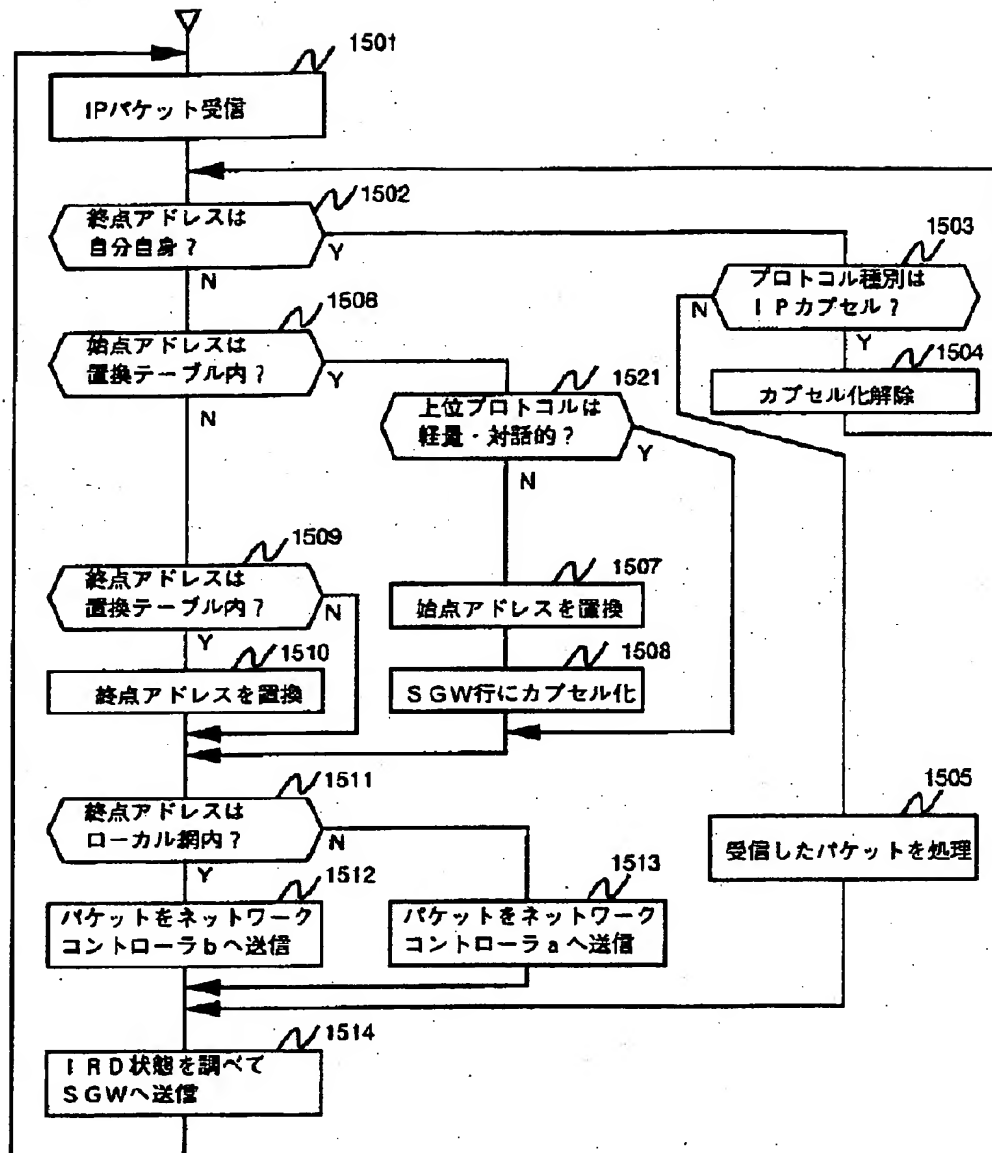 1501
IPパケット受信
1502
終点アドレスは
自分自身?
Y
N
1503
プロトコル種別は
IPカプセル?
N
Y
1504
カプセル化解除
1506
始点アドレスは
置換テーブル内?
Y
N
1521
上位プロトコルは
軽量・対話的?
Y
N
1509
終点アドレスは
置換テーブル内?
N
Y
1507
始点アドレスを置換
1510
終点アドレスを置換
1508
SGW行にカプセル化
1511
終点アドレスは
ローカル網内?
N
Y
1505
受信したパケットを処理
1512
パケットをネットワーク
コントローラbへ送信
1513
パケットをネットワーク
コントローラaへ送信
1514
IRD状態を調べて
SGWへ送信